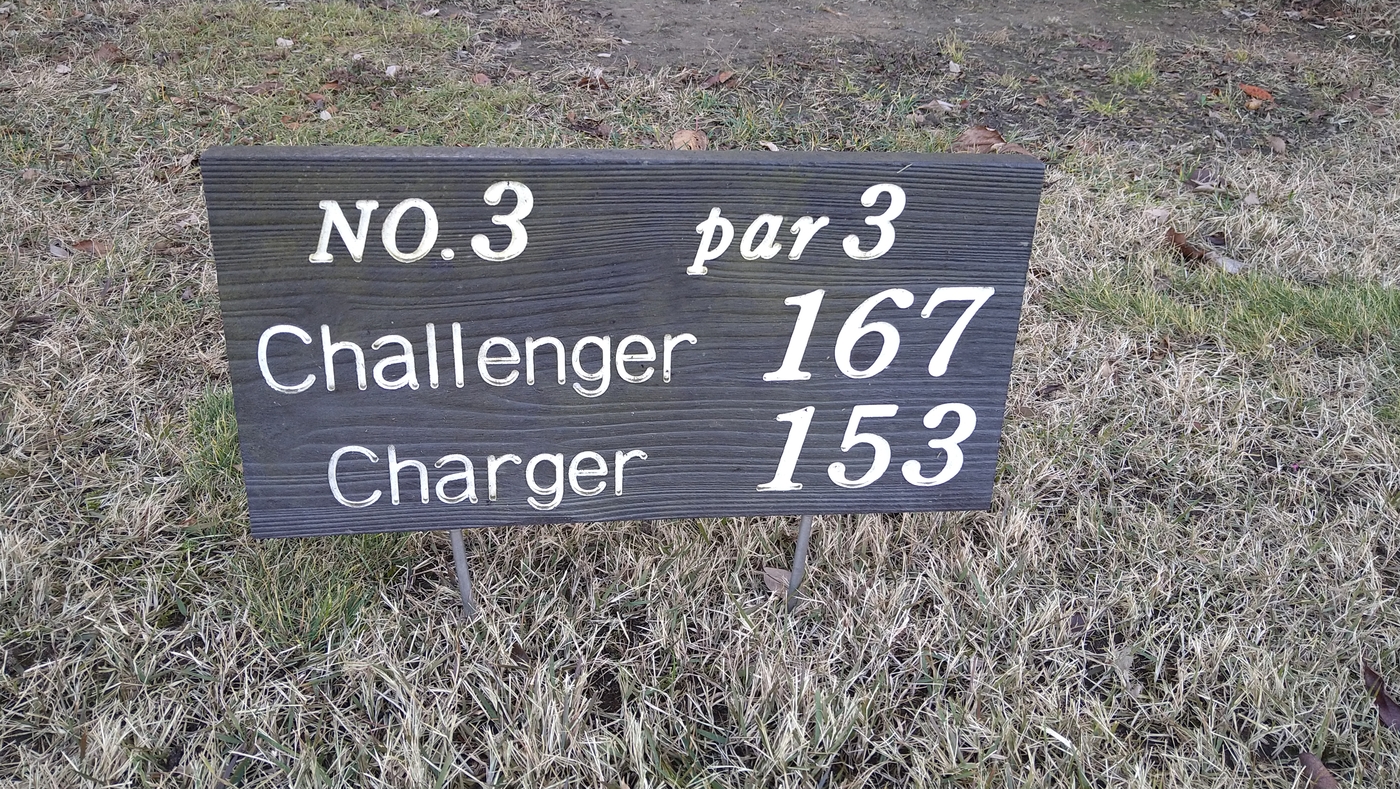 NO.3 par 3
Challenger 167
Charger 153